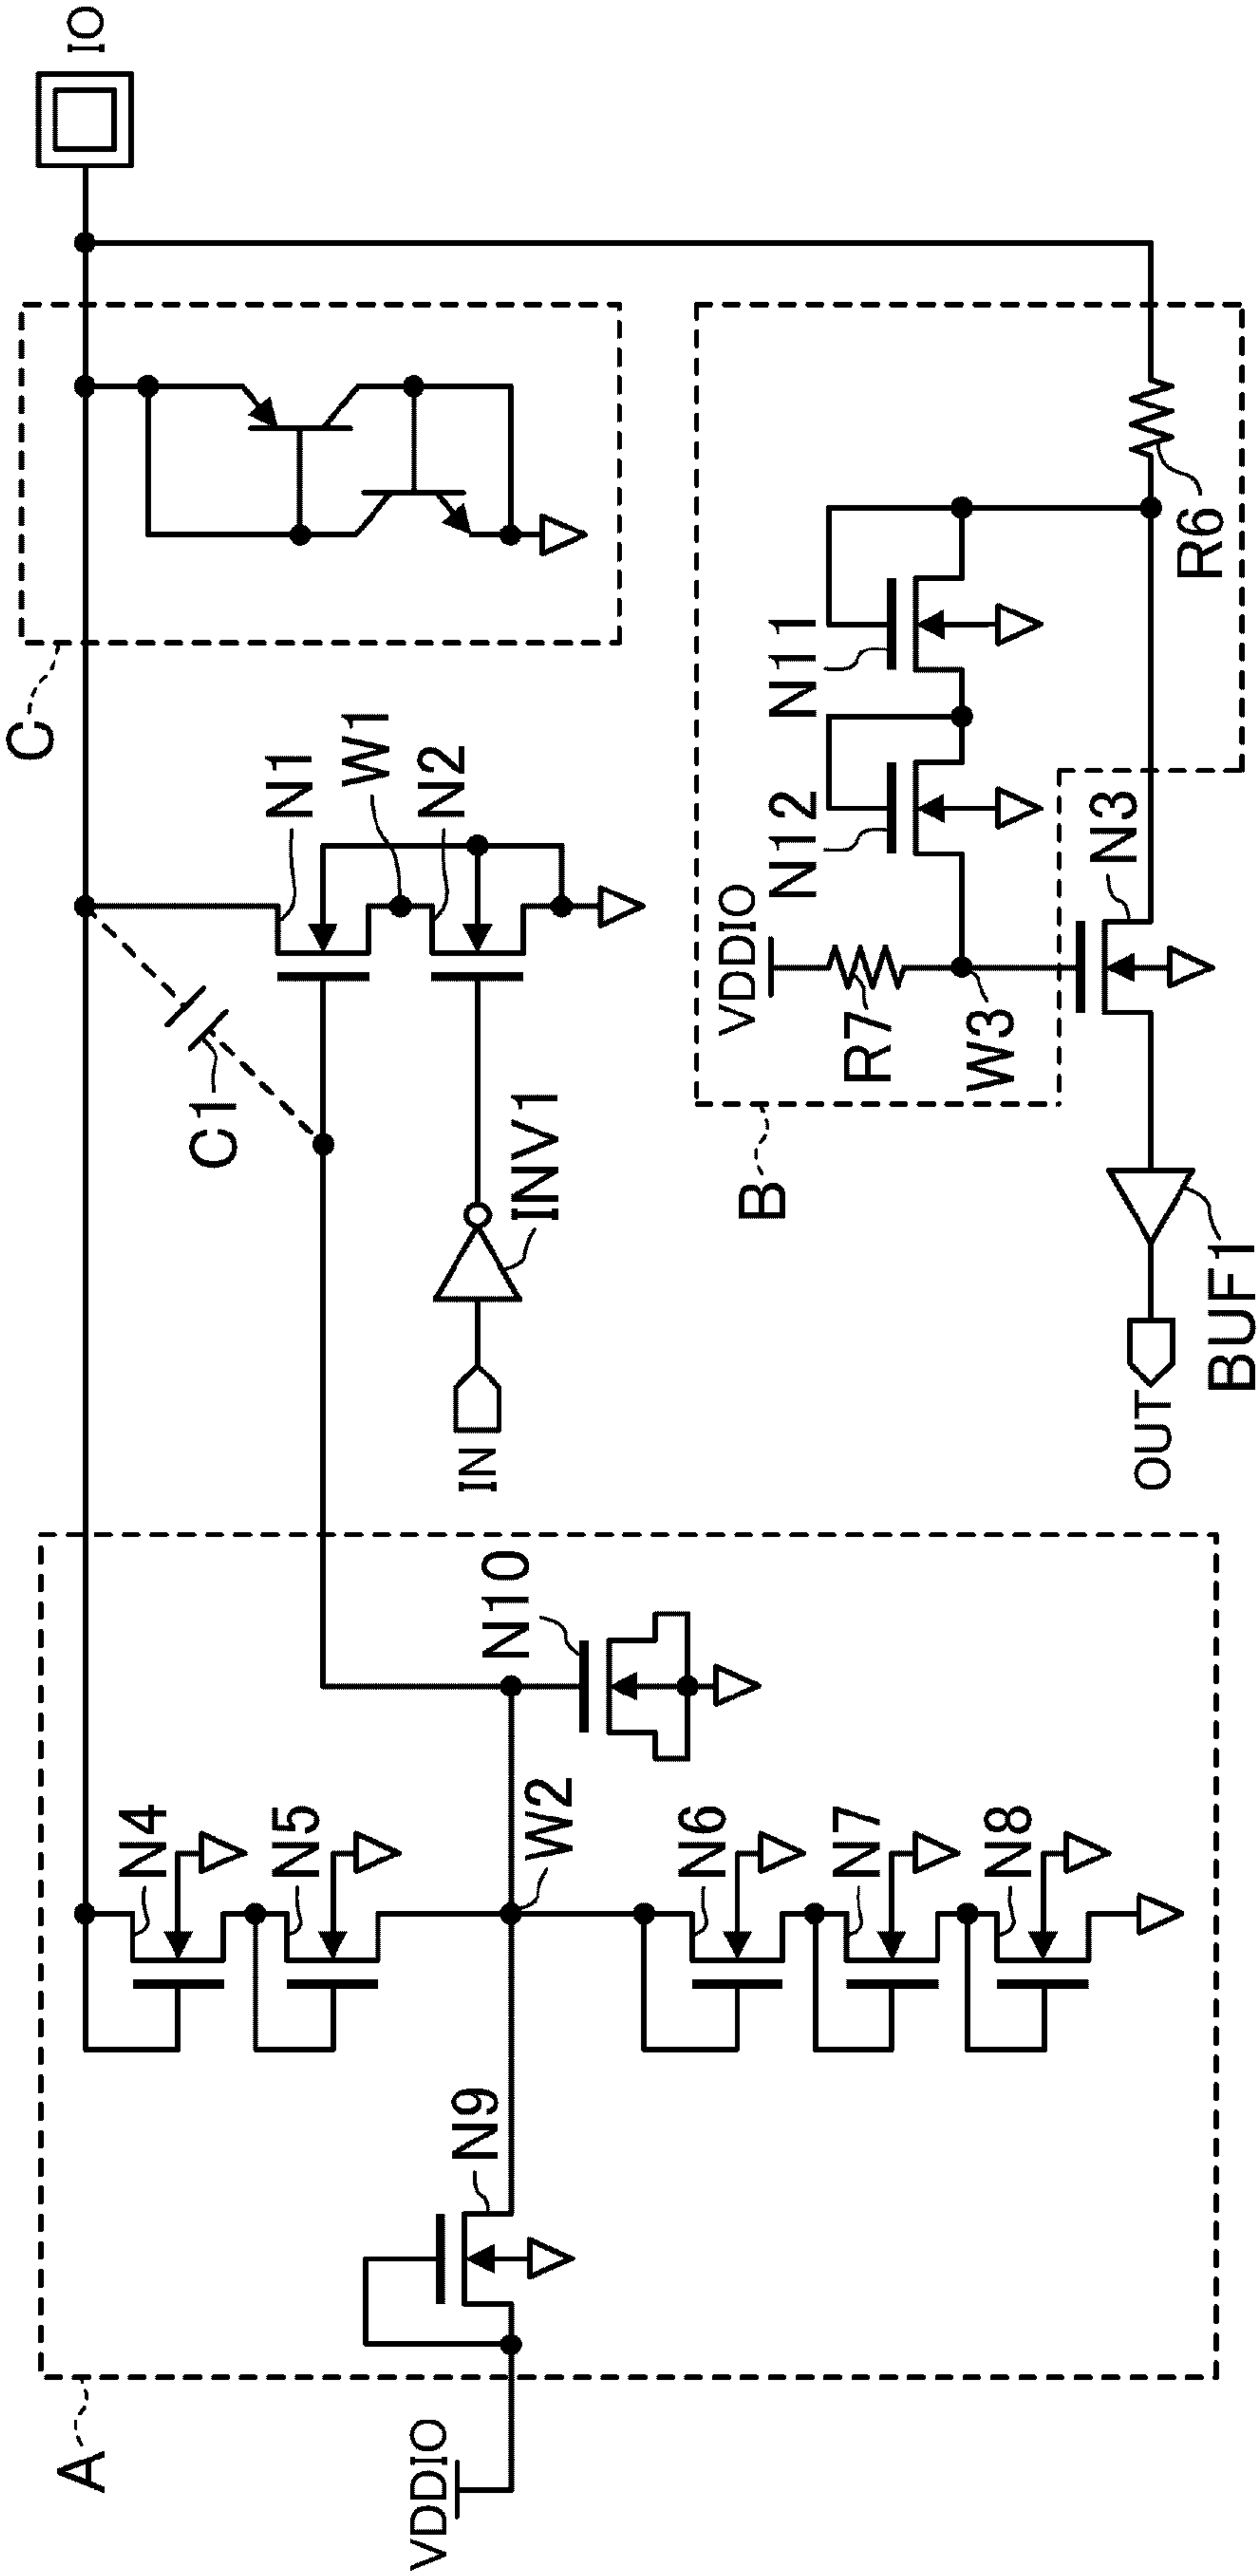 IO
C
N1
W1
N2
C1
INV1
IN
N11
N12
VDDIO
R7
W3
R6
N3
B
BUF1
OUT
N10
N4
N5
W2
N6
N7
N8
N9
A
VDDIO